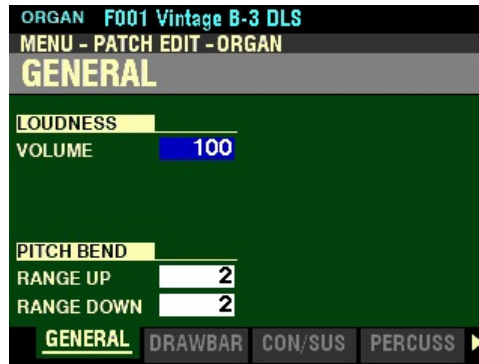 ORGAN F001 Vintage B-3 DLS
MENU - PATCH EDIT - ORGAN
GENERAL
LOUDNESS
VOLUME 100
PITCH BEND
RANGE UP 2
RANGE DOWN 2
GENERAL DRAWBAR CON/SUS PERCUSS